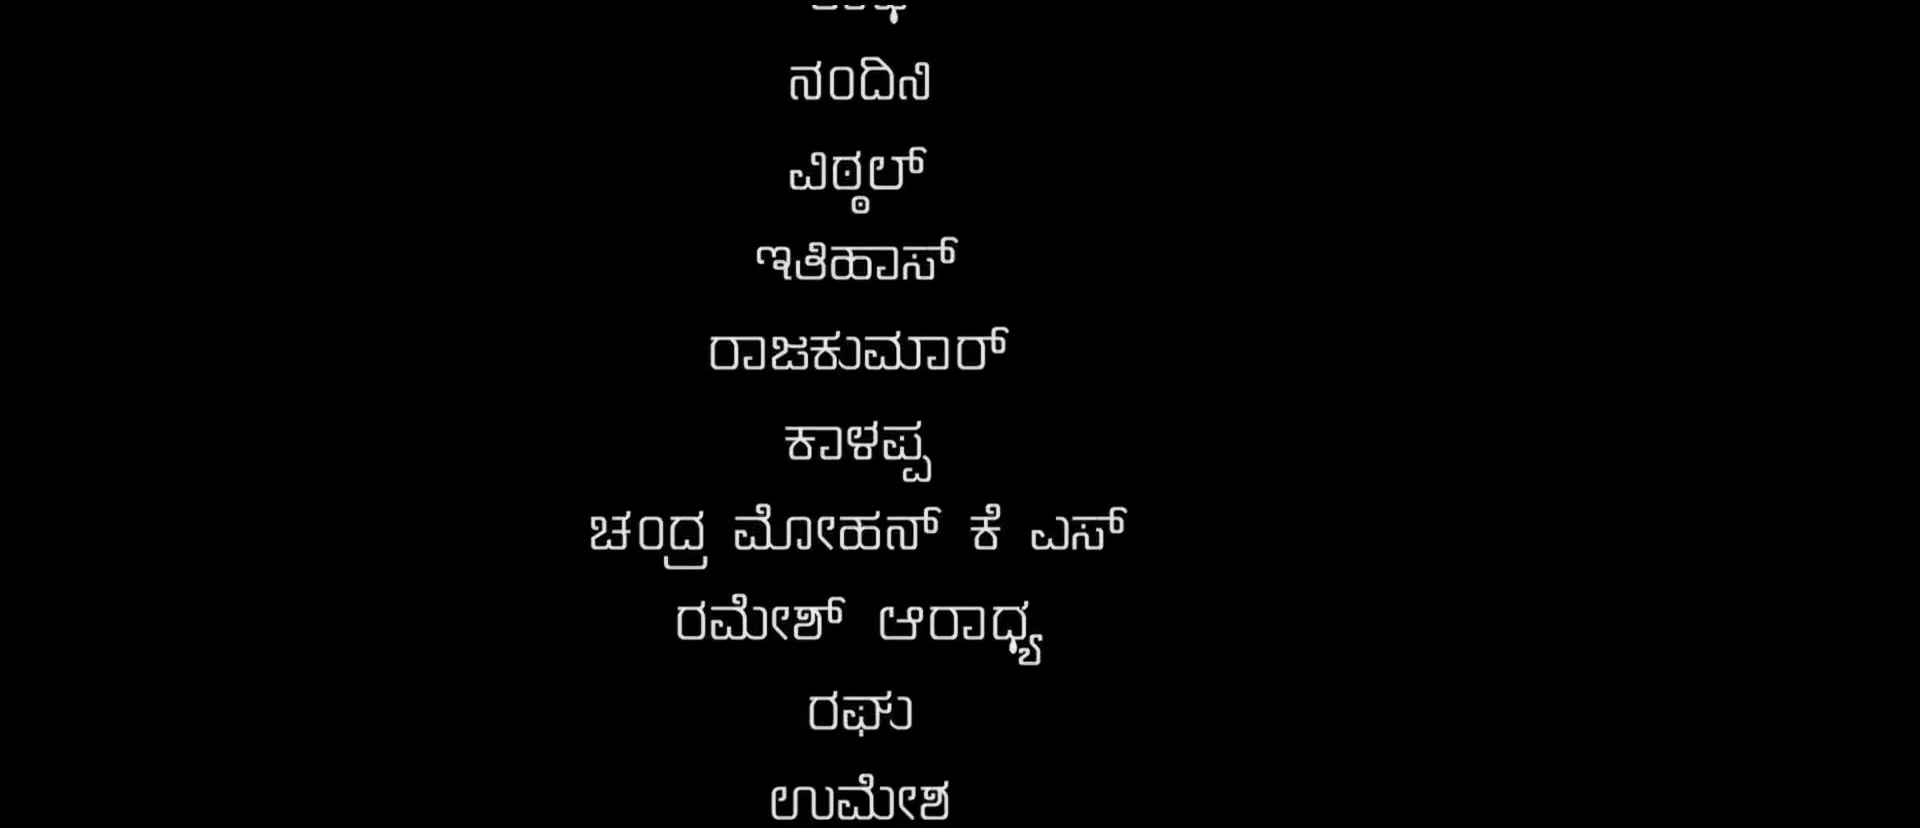 ನಂದಿನಿ
ವಿಠ್ಠಲ್
ಇತಿಹಾಸ್
ರಾಜಕುಮಾರ್
ಕಾಳಪ್ಪ
ಚಂದ್ರ ಮೋಹನ್ ಕೆ ಎಸ್
ರಮೇಶ್ ಆರಾಧ್ಯ
ರಘು
ಉಮೇಶ